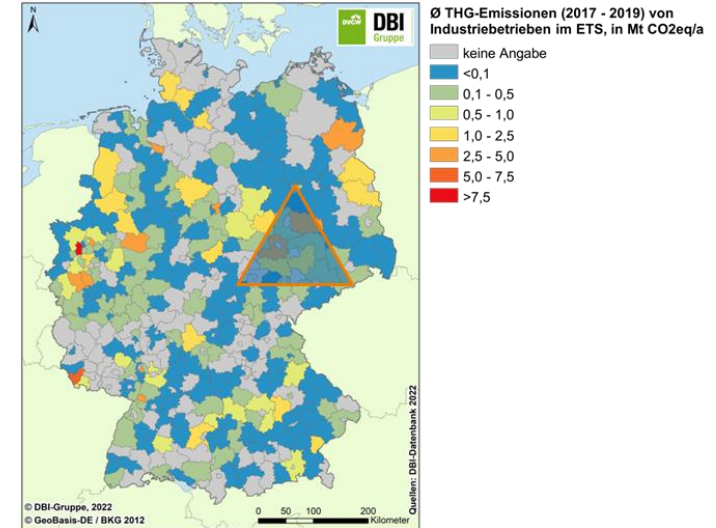 N
DVGW
DBI
Gruppe
Ø THG-Emissionen (2017 - 2019) von
Industriebetrieben im ETS, in Mt CO2eq/a
keine Angabe
<0,1
0,1 - 0,5
0,5 - 1,0
1,0 - 2,5
2,5 - 5,0
5,0 - 7,5
>7,5
Quellen: DBI-Datenbank 2022
© DBI-Gruppe, 2022
© GeoBasis-DE / BKG 2012
0 50 100 200
Kilometer